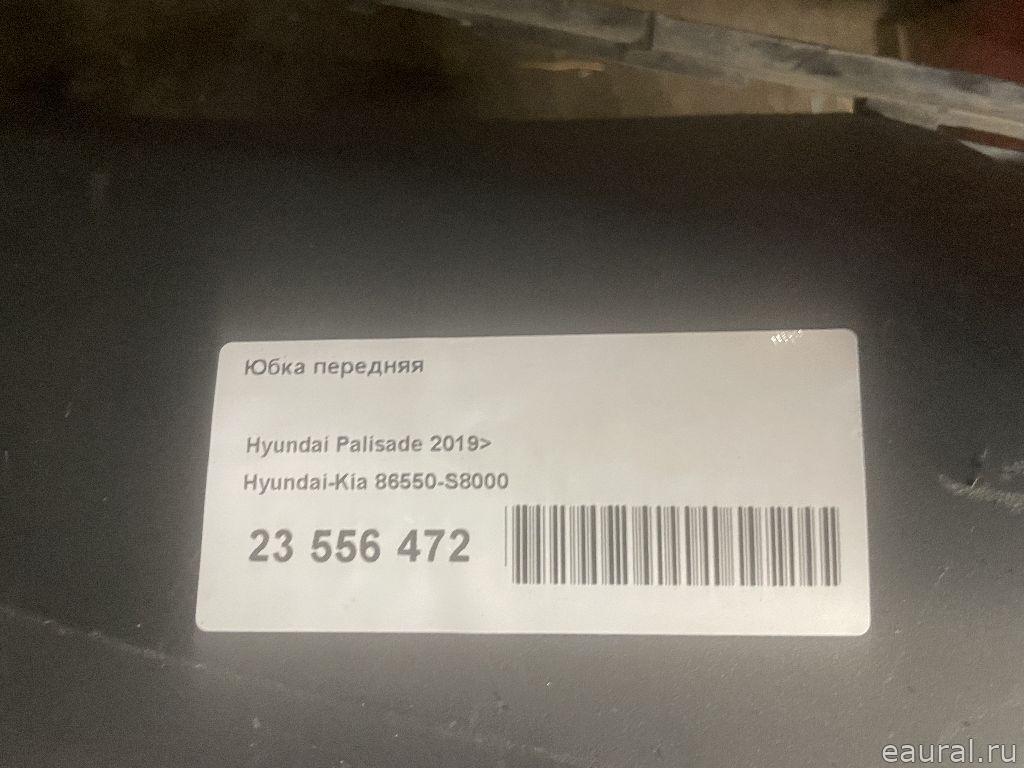 Юбка передняя
Hyundai Palisade 2019>
Hyundai-Kia 86550-S8000
23 556 472
eaural.ru